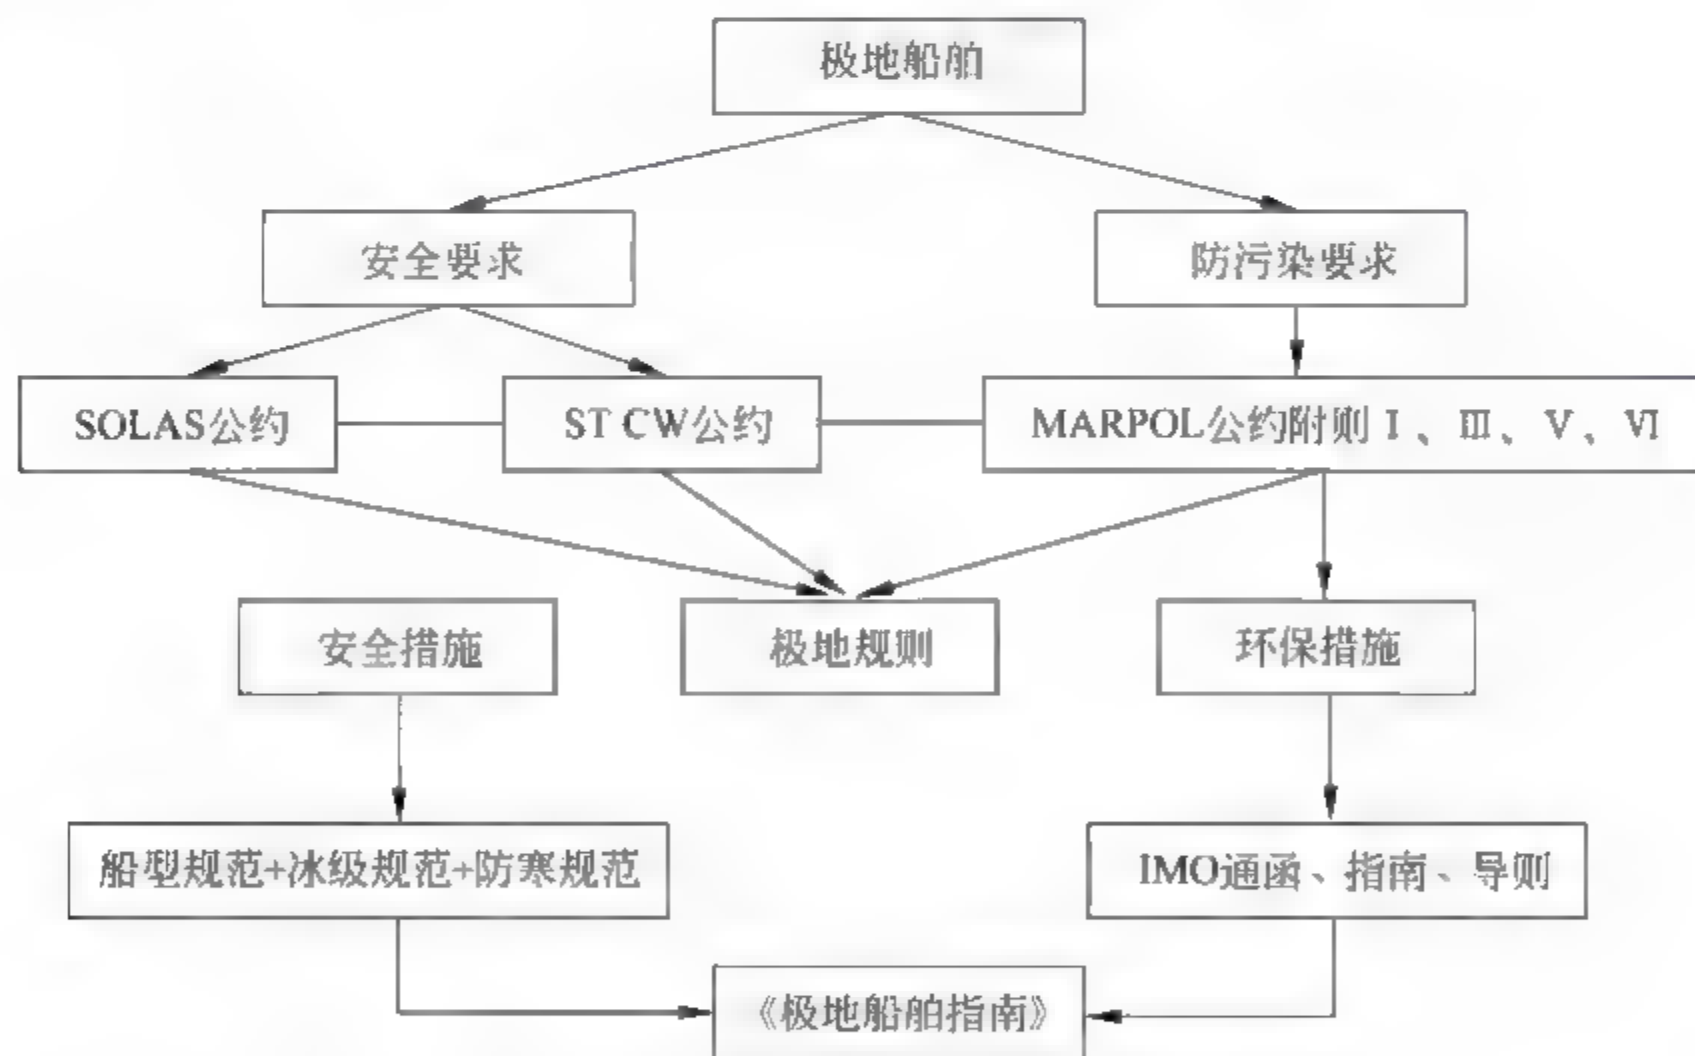 极地船舶
安全要求
防污染要求
SOLAS公约
ST CW公约
MARPOL公约附则 Ⅰ、Ⅲ、Ⅴ、Ⅵ
安全措施
极地规则
环保措施
船型规范+冰级规范+防寒规范
IMO通函、指南、导则
《极地船舶指南》